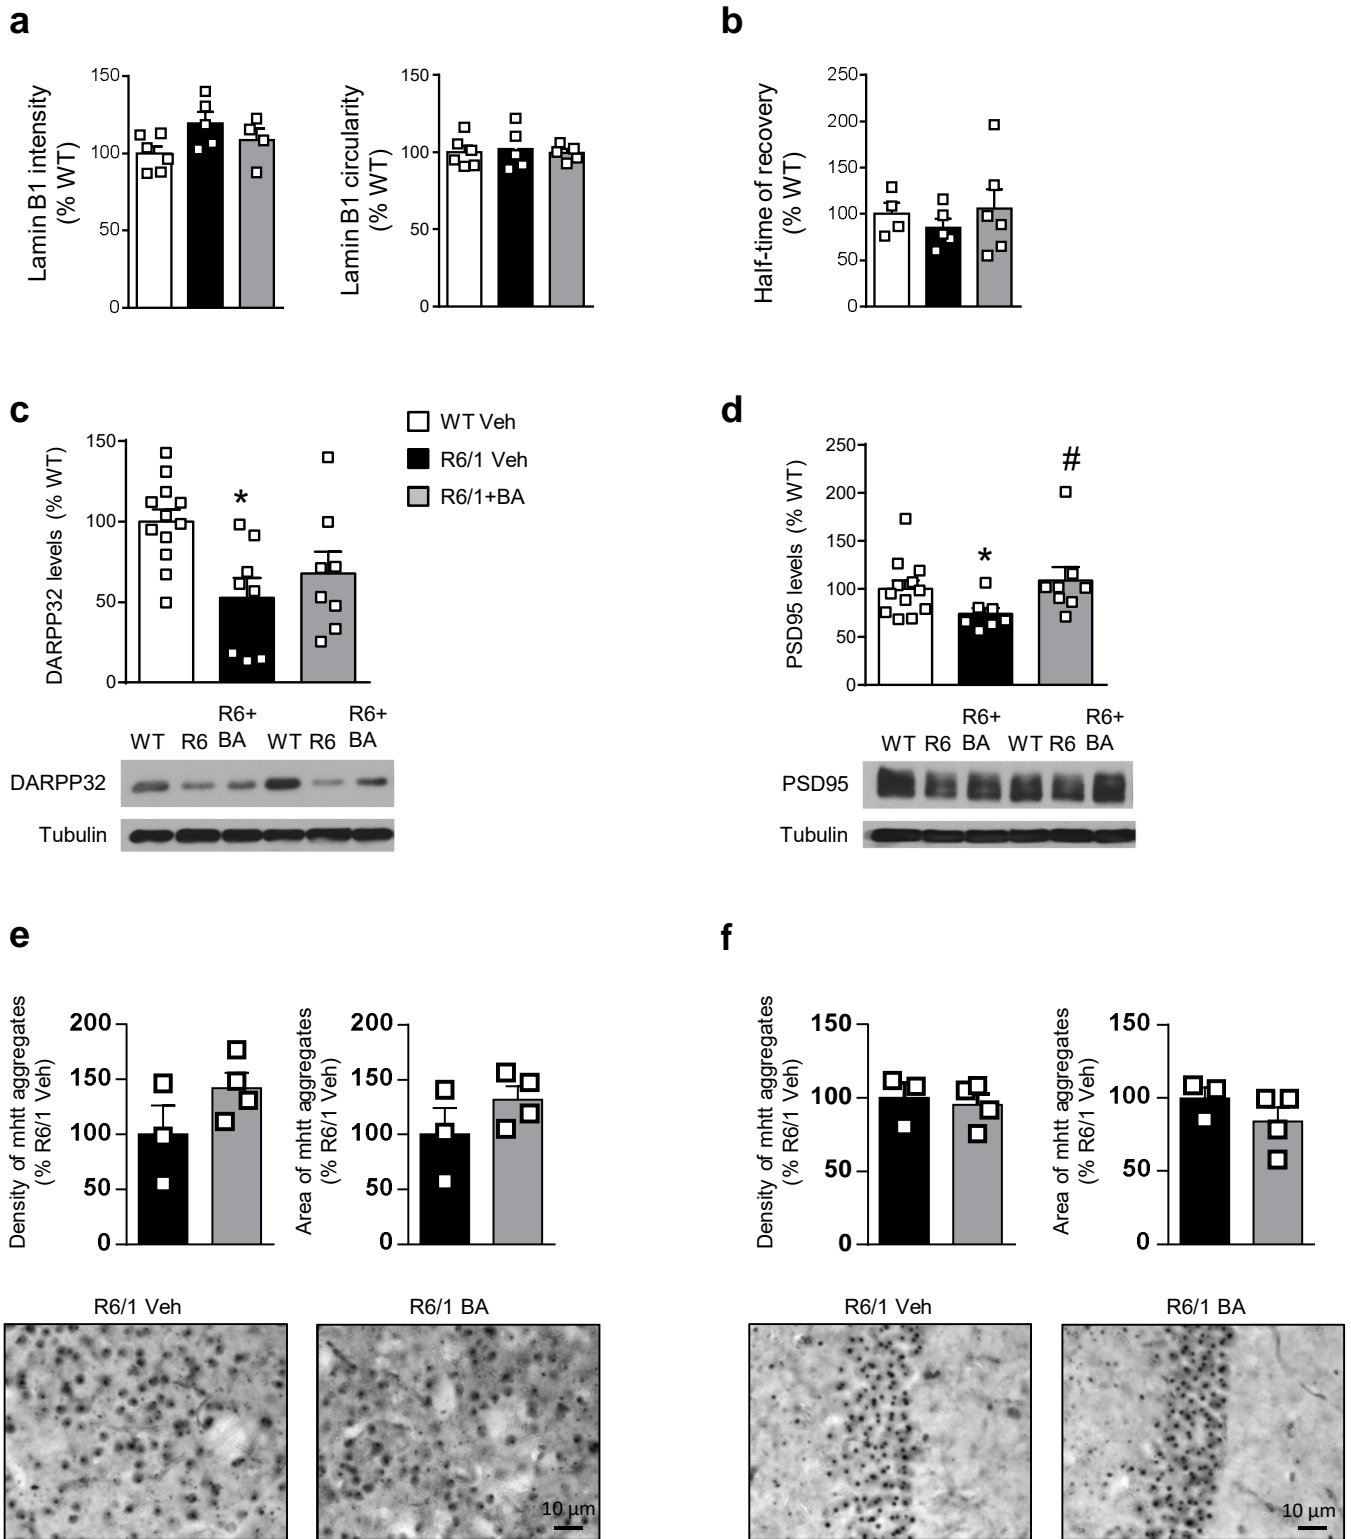 a
b
150
100
50
0
Lamin B1 intensity
(% WT)
150
100
50
0
Lamin B1 circularity
(% WT)
250
200
150
100
50
0
Half-time of recovery
(% WT)
c
d
WT Veh
R6/1 Veh
R6/1+BA
150
100
50
0
DARPP32 levels (% WT)
*
250
200
150
100
50
0
PSD95 levels (% WT)
*
#
WT R6 R6+ BA WT R6 R6+ BA
DARPP32
Tubulin
WT R6 R6+ BA WT R6 R6+ BA
PSD95
Tubulin
e
f
200
150
100
50
0
Density of mhtt aggregates
(% R6/1 Veh)
200
150
100
50
0
Area of mhtt aggregates
(% R6/1 Veh)
150
100
50
0
Density of mhtt aggregates
(% R6/1 Veh)
150
100
50
0
Area of mhtt aggregates
(% R6/1 Veh)
R6/1 Veh
R6/1 BA
10 µm
R6/1 Veh
R6/1 BA
10 µm